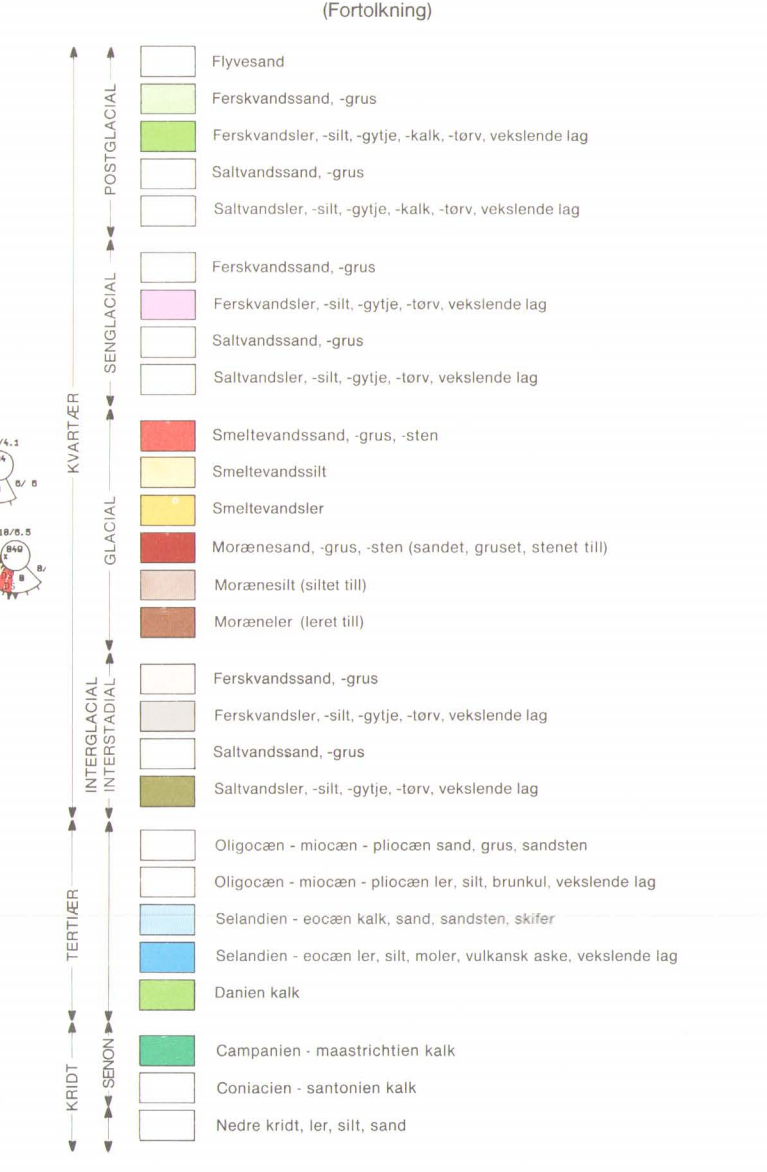 (Fortolkning)
KVARTÆR
POSTGLACIAL
Flyvesand
Ferskvandssand, -grus
Ferskvandsler, -silt, -gytje, -kalk, -tørv, vekslende lag
Saltvandssand, -grus
Saltvandsler, -silt, -gytje, -kalk, -tørv, vekslende lag
SENGLACIAL
Ferskvandssand, -grus
Ferskvandsler, -silt, -gytje, -tørv, vekslende lag
Saltvandssand, -grus
Saltvandsler, -silt, -gytje, -tørv, vekslende lag
GLACIAL
Smeltevandssand, -grus, -sten
Smeltevandssilt
Smeltevandsler
Morænesand, -grus, -sten (sandet, gruset, stenet till)
Morænesilt (siltet till)
Moræneler (leret till)
INTERGLACIAL
INTERSTADIAL
Ferskvandssand, -grus
Ferskvandsler, -silt, -gytje, -tørv, vekslende lag
Saltvandssand, -grus
Saltvandsler, -silt, -gytje, -tørv, vekslende lag
TERTIÆR
Oligocæn - miocæn - pliocæn sand, grus, sandsten
Oligocæn - miocæn - pliocæn ler, silt, brunkul, vekslende lag
Selandien - eocæn kalk, sand, sandsten, skifer
Selandien - eocæn ler, silt, moler, vulkansk aske, vekslende lag
Danien kalk
KRIDT
SENON
Campanien - maastrichtien kalk
Coniacien - santonien kalk
Nedre kridt, ler, silt, sand